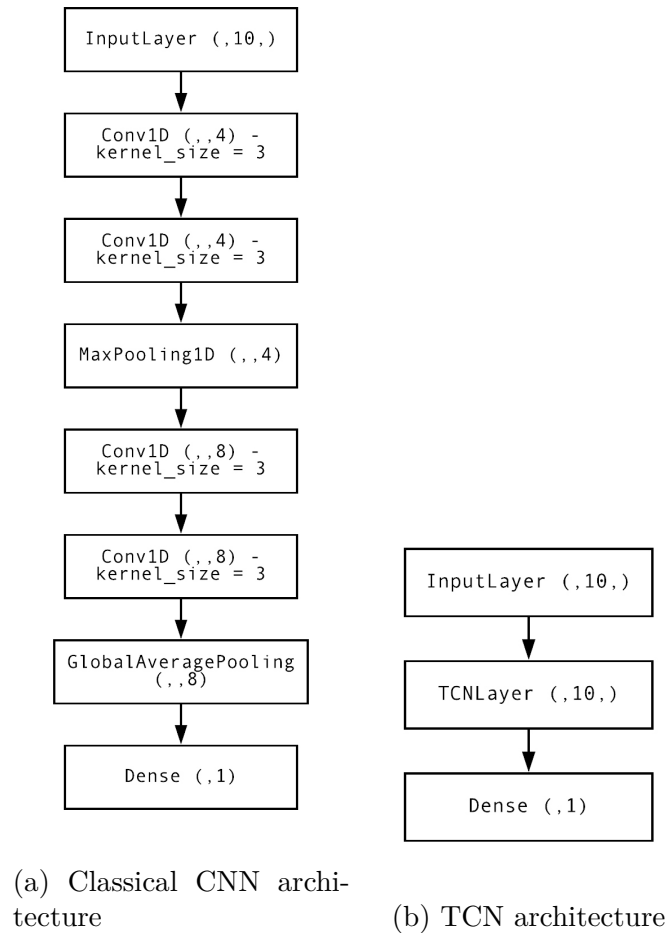 InputLayer (,10,)
Conv1D (,,4) -
kernel_size = 3
Conv1D (,,4) -
kernel_size = 3
MaxPooling1D (,,4)
Conv1D (,,8) -
kernel_size = 3
Conv1D (,,8) -
kernel_size = 3
GlobalAveragePooling
(,,8)
Dense (,1)
(a) Classical CNN archi-
tecture
InputLayer (,10,)
TCNLayer (,10,)
Dense (,1)
(b) TCN architecture